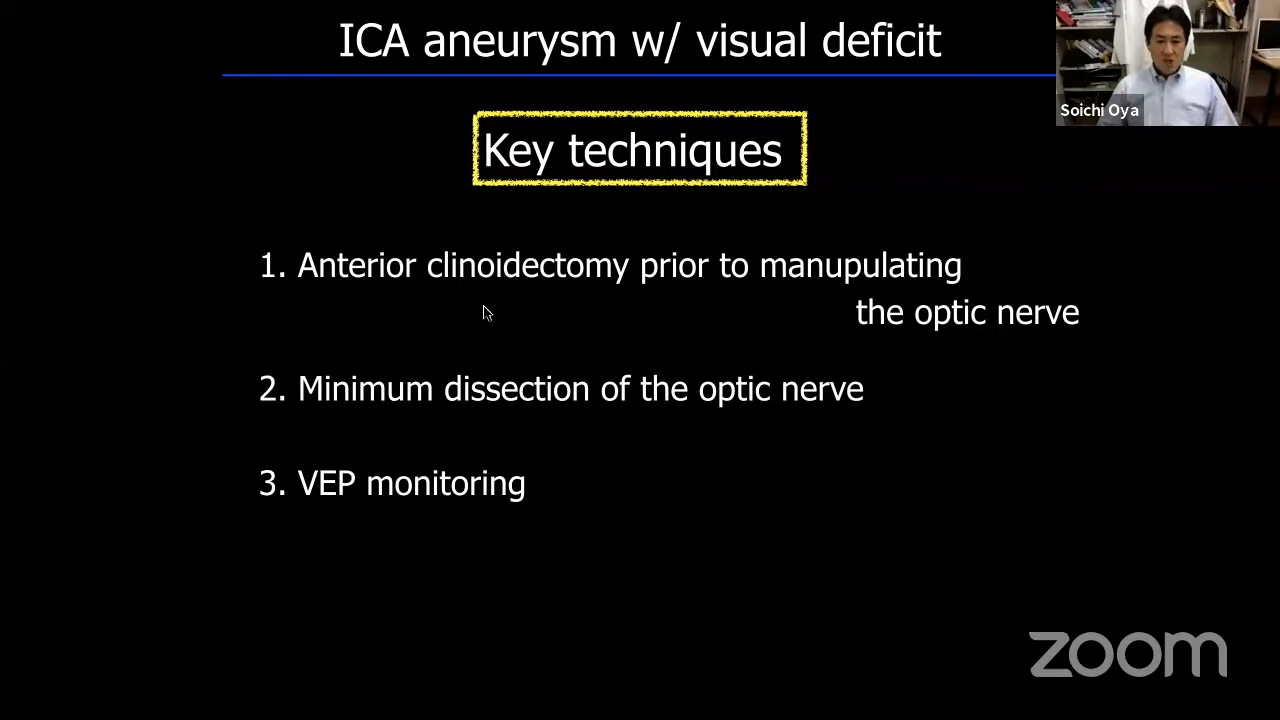 ICA aneurysm w/ visual deficit
Soichi Oya
Key techniques
1. Anterior clinoidectomy prior to manupulating
the optic nerve
2. Minimum dissection of the optic nerve
3. VEP monitoring
zoom